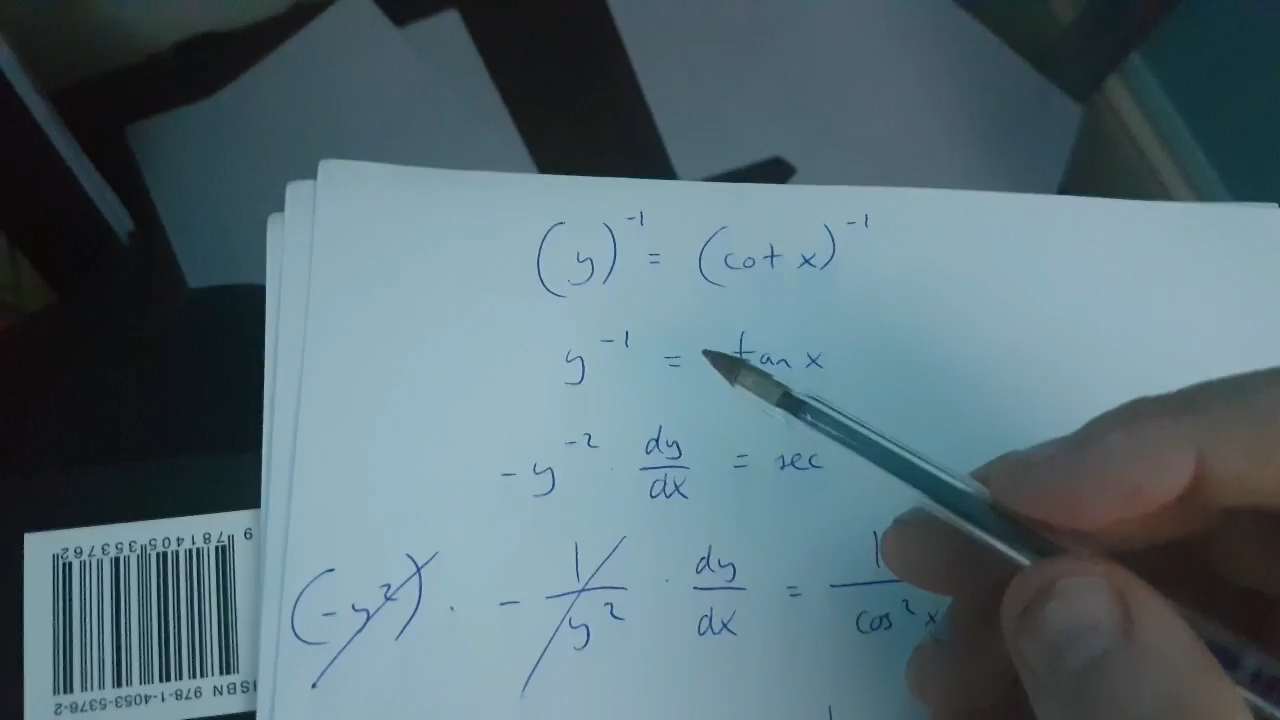 (y)⁻¹ = (cot x)⁻¹
y⁻¹ = tan x
-y⁻² · dy/dx = sec
(-y²) · - 1/y² · dy/dx = 1/cos²x
9 781405 353762
ISBN 978-1-4053-5376-2